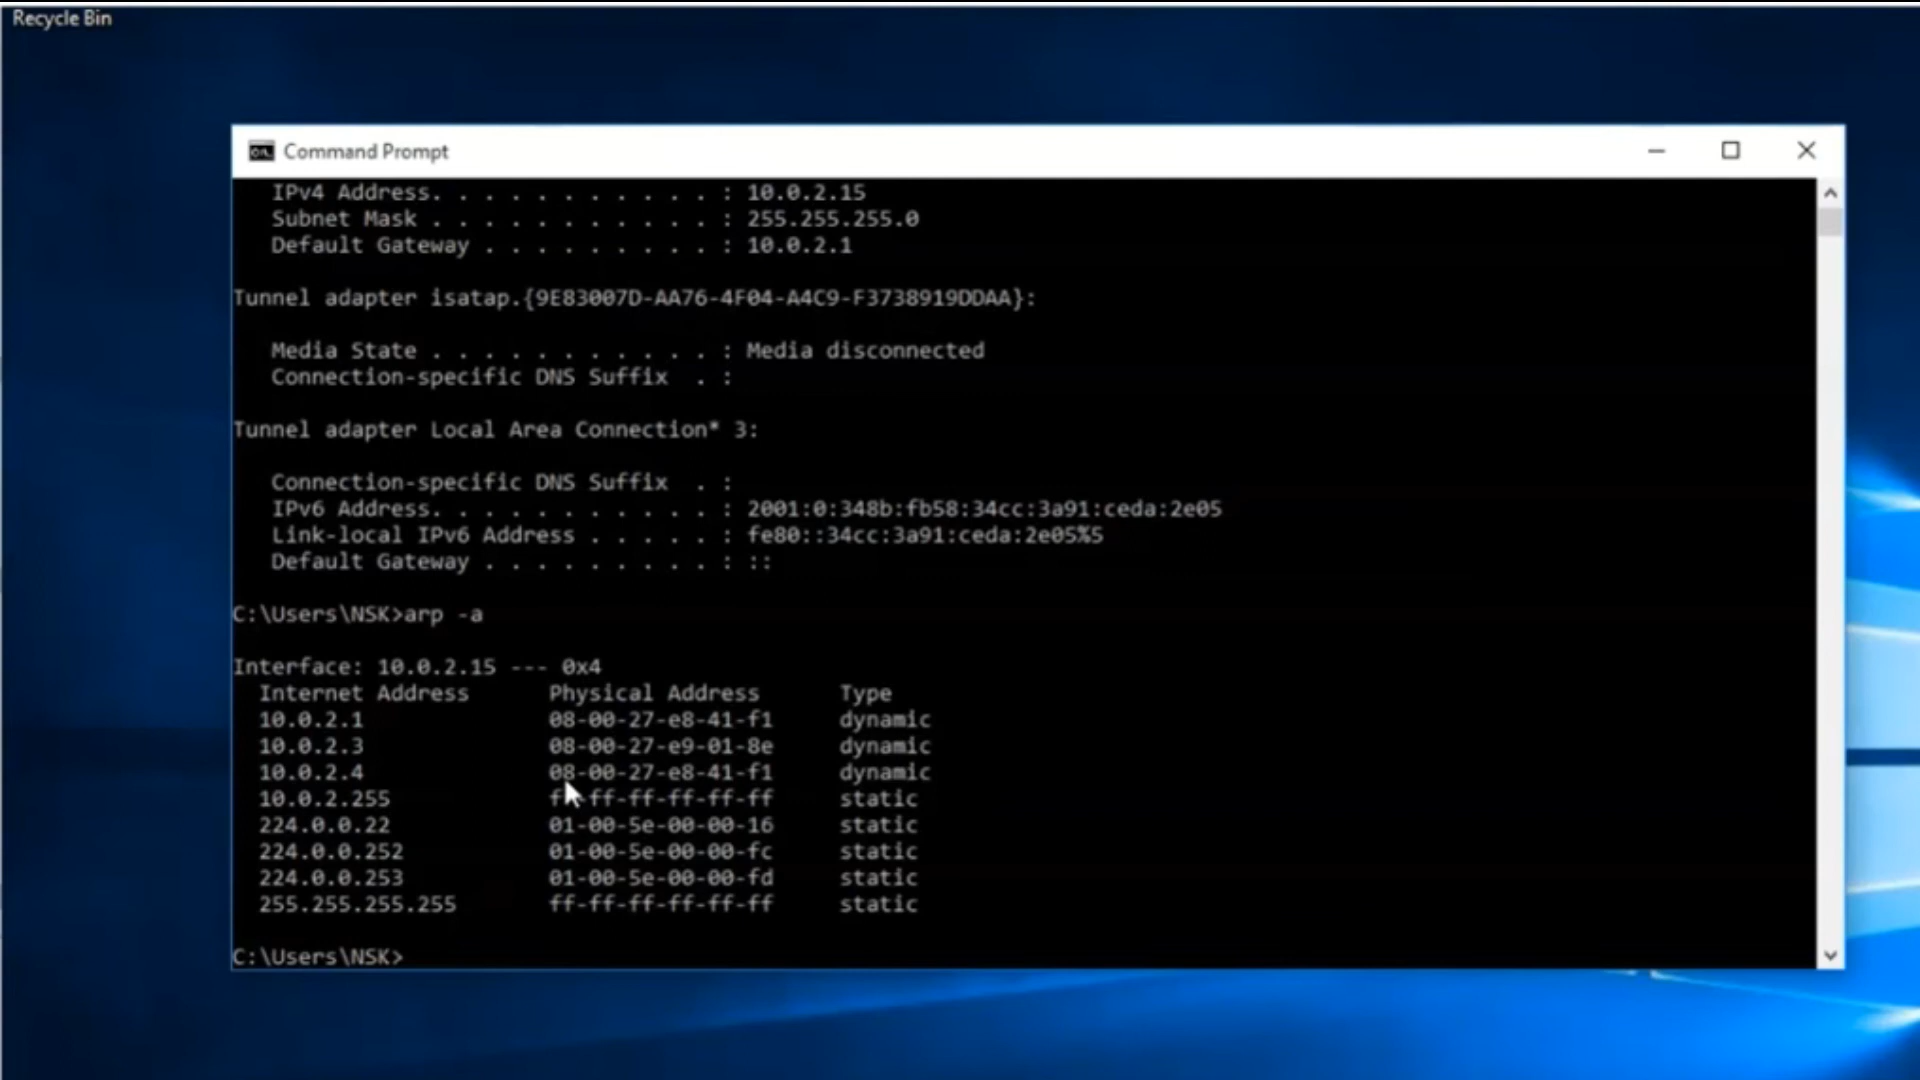 Recycle Bin
Command Prompt
IPv4 Address. . . . . . . . . . . : 10.0.2.15
Subnet Mask . . . . . . . . . . . : 255.255.255.0
Default Gateway . . . . . . . . . : 10.0.2.1
Tunnel adapter isatap.{9E83007D-AA76-4F04-A4C9-F3738919DDAA}:
Media State . . . . . . . . . . . : Media disconnected
Connection-specific DNS Suffix  . :
Tunnel adapter Local Area Connection* 3:
Connection-specific DNS Suffix  . :
IPv6 Address. . . . . . . . . . . : 2001:0:348b:fb58:34cc:3a91:ceda:2e05
Link-local IPv6 Address . . . . . : fe80::34cc:3a91:ceda:2e05%5
Default Gateway . . . . . . . . . : ::
C:\Users\NSK>arp -a
Interface: 10.0.2.15 --- 0x4
Internet Address      Physical Address      Type
10.0.2.1              08-00-27-e8-41-f1     dynamic
10.0.2.3              08-00-27-e9-01-8e     dynamic
10.0.2.4              08-00-27-e8-41-f1     dynamic
10.0.2.255            ff-ff-ff-ff-ff-ff     static
224.0.0.22            01-00-5e-00-00-16     static
224.0.0.252           01-00-5e-00-00-fc     static
224.0.0.253           01-00-5e-00-00-fd     static
255.255.255.255       ff-ff-ff-ff-ff-ff     static
C:\Users\NSK>